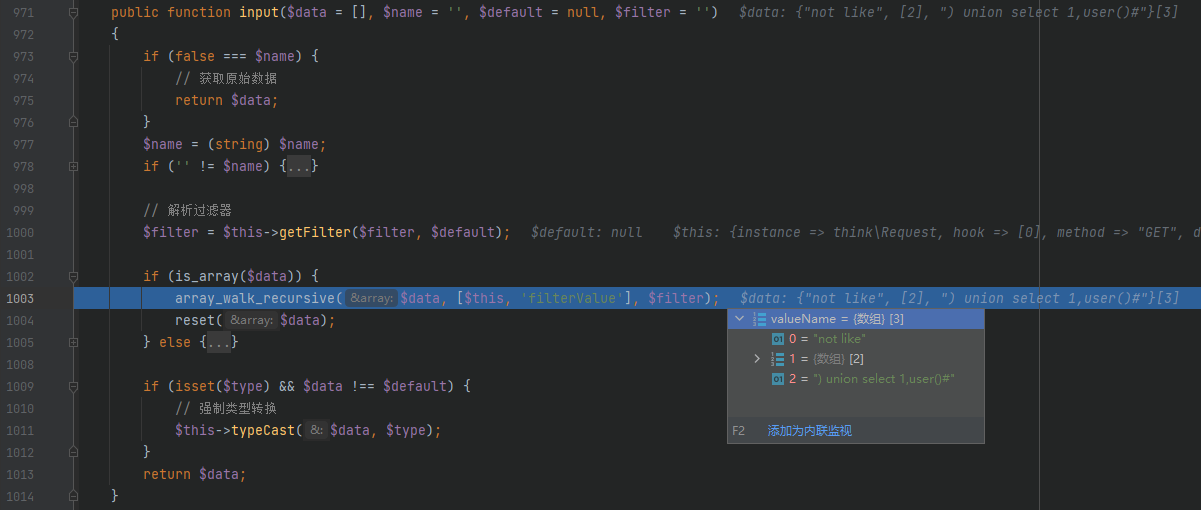 971 public function input($data = [], $name = '', $default = null, $filter = '') $data: {"not like", [2], ") union select 1,user()#"}[3]
972 {
973 if (false === $name) {
974 // 获取原始数据
975 return $data;
976 }
977 $name = (string) $name;
978 if ('' != $name) {...}
998
999 // 解析过滤器
1000 $filter = $this->getFilter($filter, $default); $default: null $this: {instance => think\Request, hook => [0], method => "GET", d
1001
1002 if (is_array($data)) {
1003 array_walk_recursive( &array: $data, [$this, 'filterValue'], $filter); $data: {"not like", [2], ") union select 1,user()#"}[3]
1004 reset( &array: $data);
1005 } else {...}
1008
1009 if (isset($type) && $data !== $default) {
1010 // 强制类型转换
1011 $this->typeCast( &: $data, $type);
1012 }
1013 return $data;
1014 }
valueName = {数组} [3]
0 = "not like"
1 = {数组} [2]
2 = ") union select 1,user()#"
F2 添加为内联监视